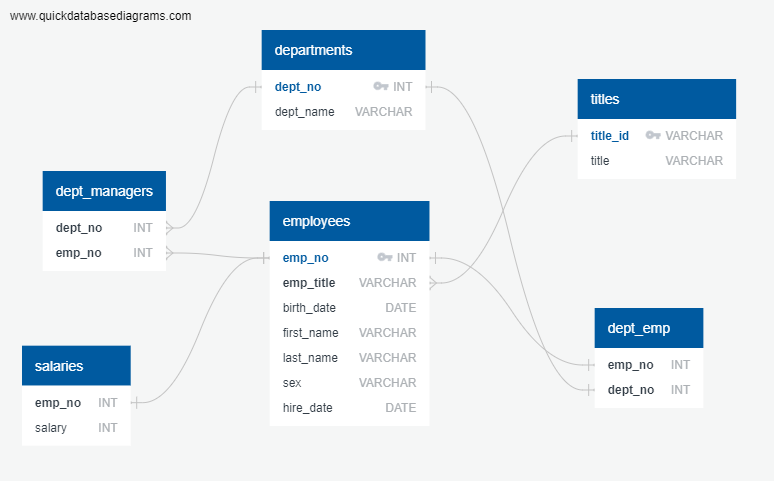 www.quickdatabasediagrams.com
departments
dept_no INT
dept_name VARCHAR
titles
title_id VARCHAR
title VARCHAR
dept_managers
dept_no INT
emp_no INT
employees
emp_no INT
emp_title VARCHAR
birth_date DATE
first_name VARCHAR
last_name VARCHAR
sex VARCHAR
hire_date DATE
dept_emp
emp_no INT
dept_no INT
salaries
emp_no INT
salary INT